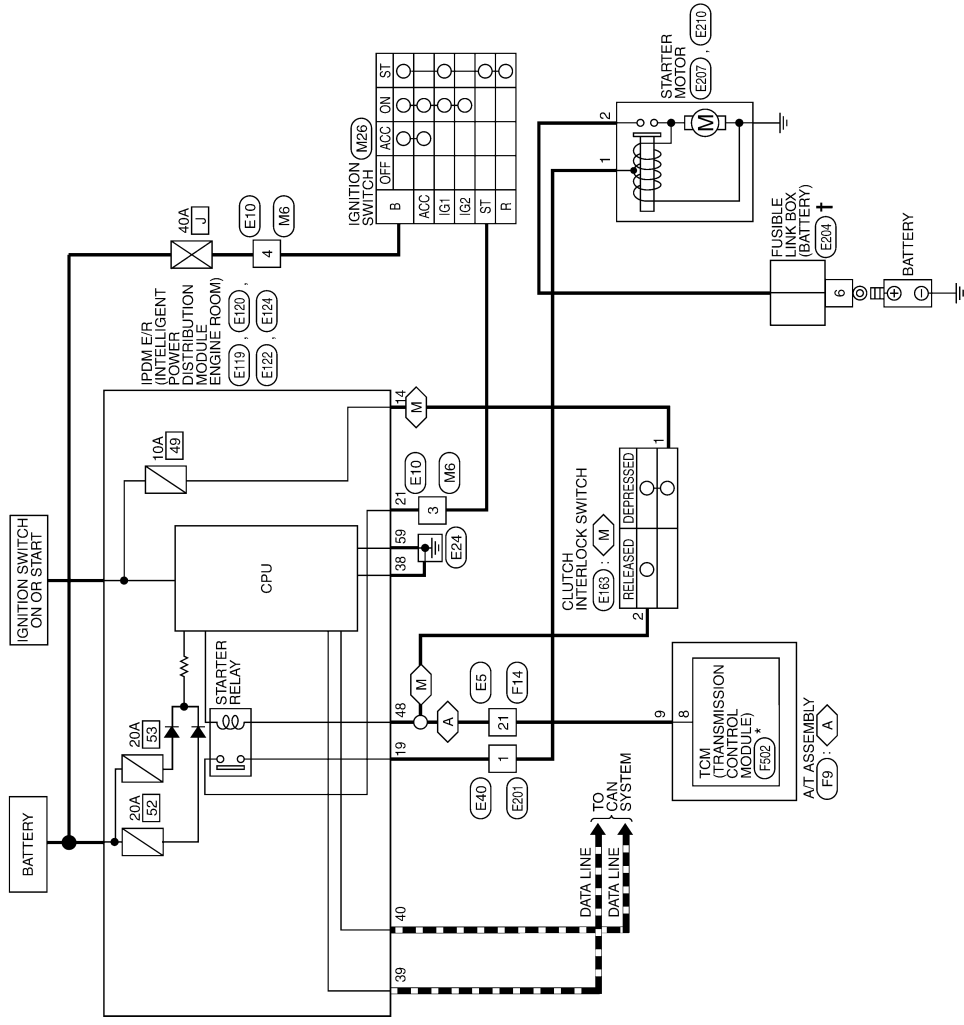 BATTERY
IGNITION SWITCH
ON OR START
40A
J
E10
4
M6
IGNITION
SWITCH
M26
OFF
ACC
ON
ST
B
ACC
IG1
IG2
ST
R
STARTER
MOTOR
E207 , E210
1
2
M
20A
52
20A
53
STARTER
RELAY
CPU
10A
49
IPDM E/R
(INTELLIGENT
POWER
DISTRIBUTION
MODULE
ENGINE ROOM)
E119 , E120 ,
E122 , E124
39
40
19
48
38
59
21
14
M
E24
3
E10
M6
M
A
E40
1
E201
21
E5
F14
CLUTCH
INTERLOCK SWITCH
E163 : M
RELEASED
DEPRESSED
2
1
FUSIBLE
LINK BOX
(BATTERY)
E204 †
6
+
−
BATTERY
DATA LINE
DATA LINE
TO
CAN
SYSTEM
9
8
TCM
(TRANSMISSION
CONTROL
MODULE)
F502 *
A/T ASSEMBLY
F9 : A